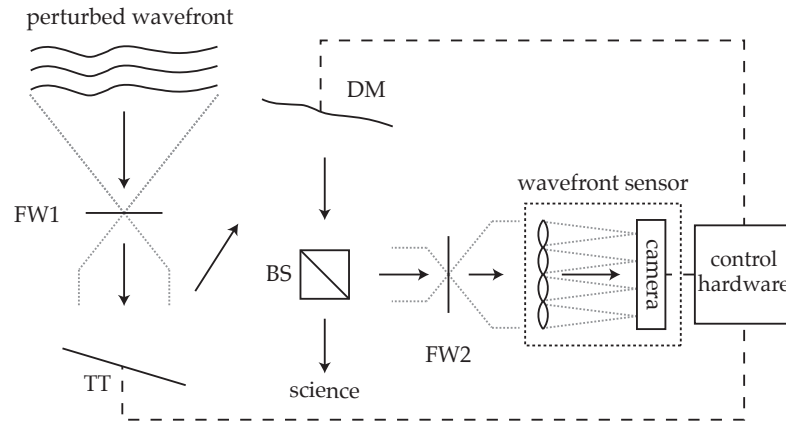 perturbed wavefront
DM
wavefront sensor
FW1
BS
camera
control
hardware
FW2
TT
science